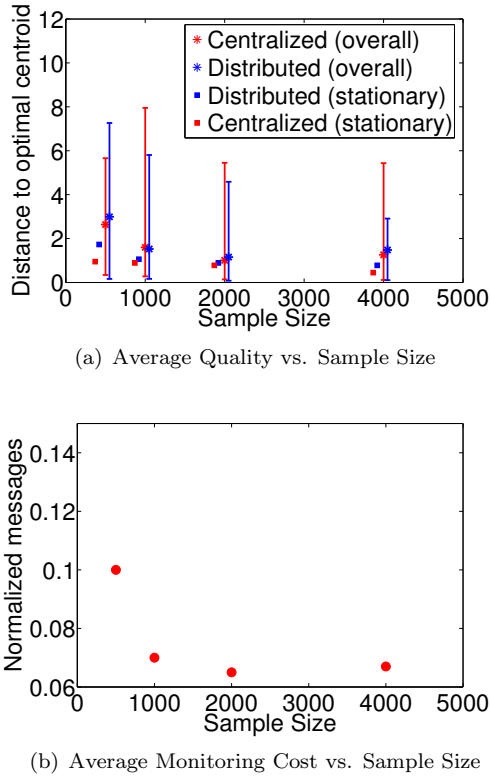 12
10
8
6
4
2
0
Distance to optimal centroid
Centralized (overall)
Distributed (overall)
Distributed (stationary)
Centralized (stationary)
0 1000 2000 3000 4000 5000
Sample Size
(a) Average Quality vs. Sample Size
0.14
0.12
0.1
0.08
0.06
Normalized messages
0 1000 2000 3000 4000 5000
Sample Size
(b) Average Monitoring Cost vs. Sample Size